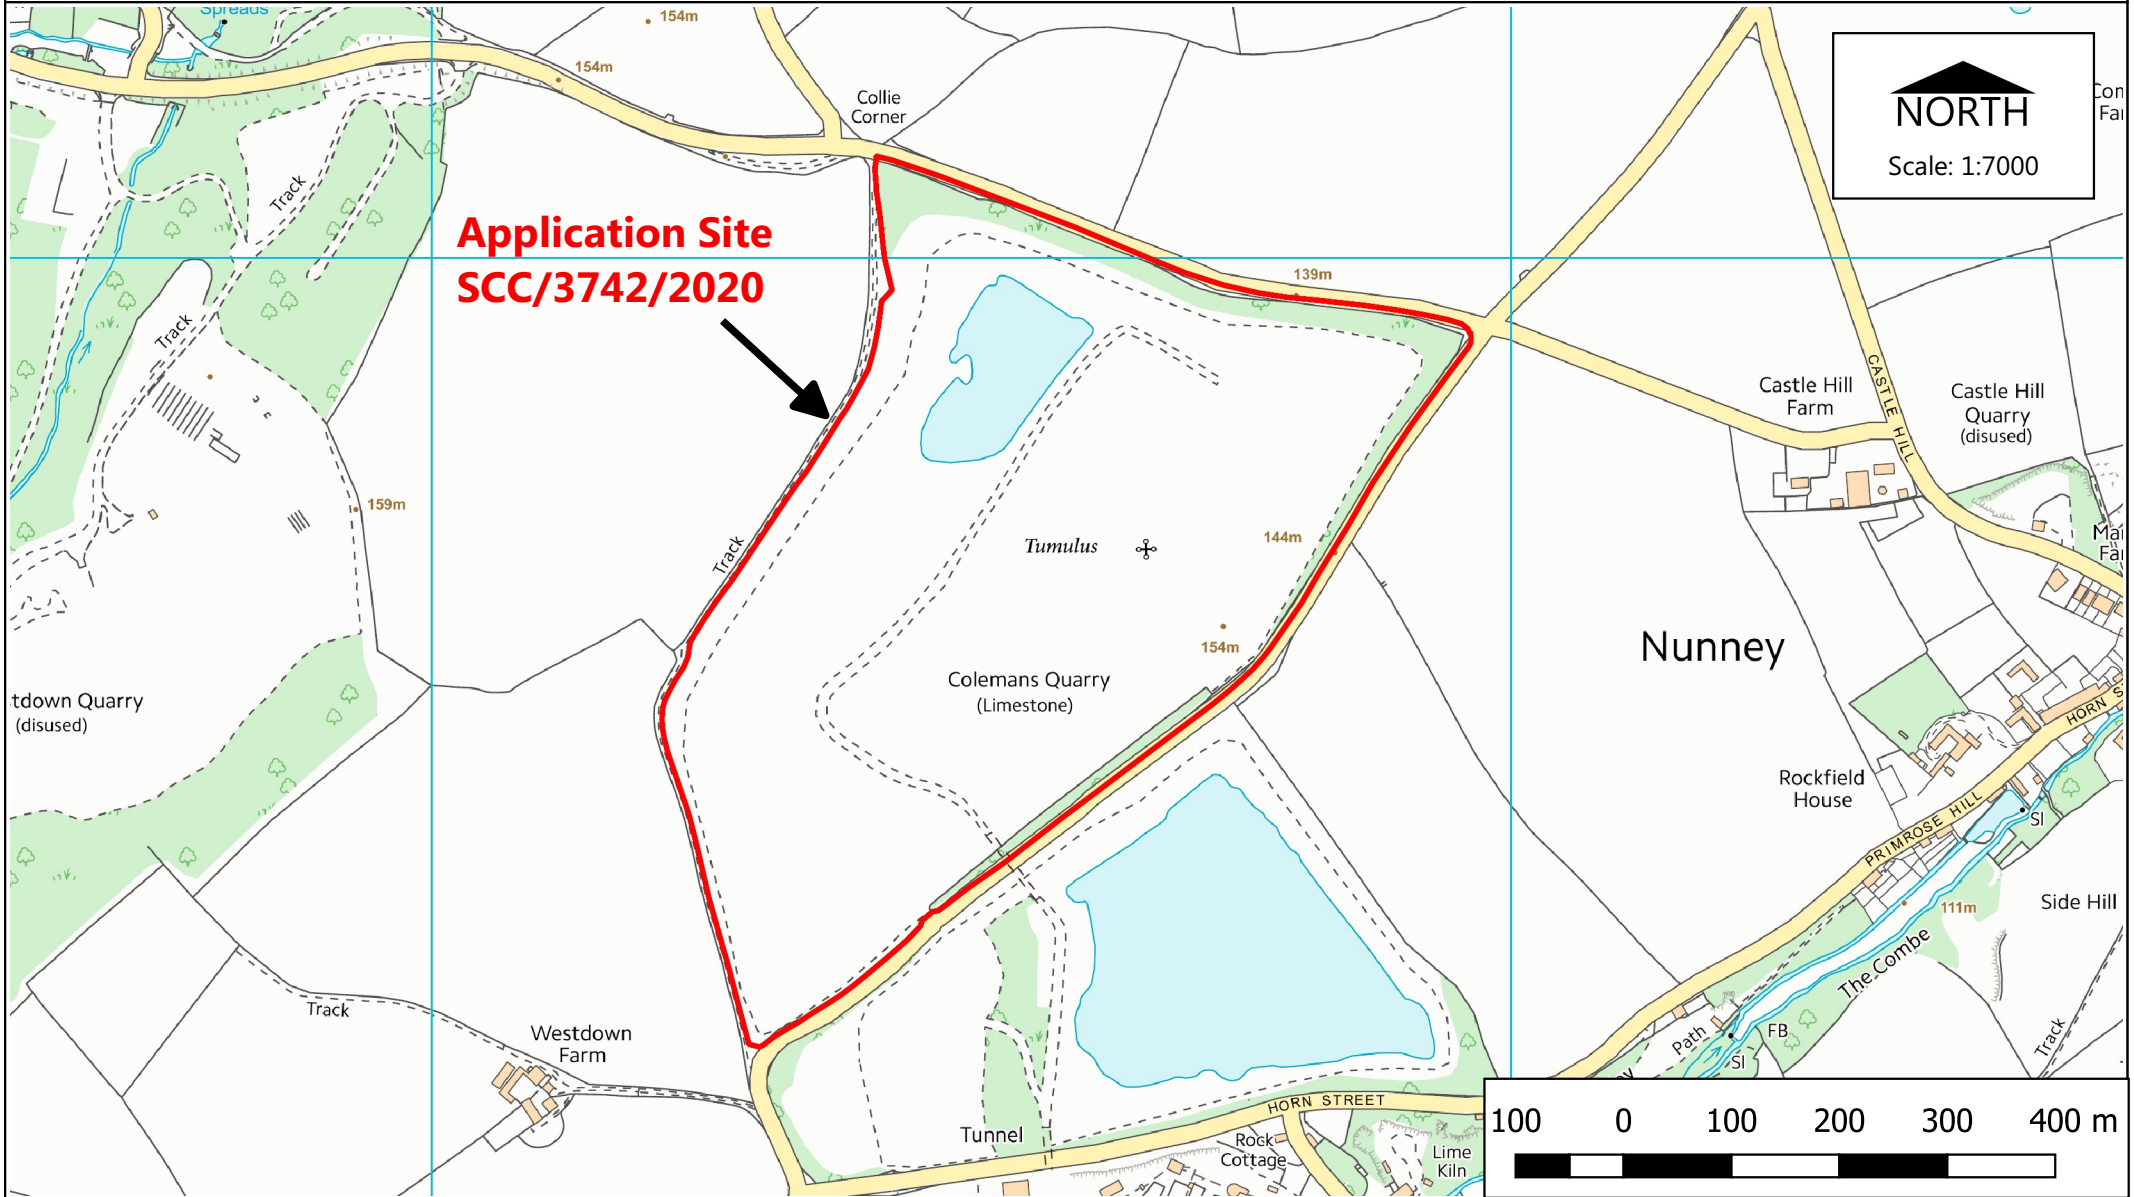 Spreads
154m
154m
Collie
Corner
NORTH
Scale: 1:7000
Track
Application Site
SCC/3742/2020
139m
Track
CASTLE HILL
Castle Hill
Farm
Castle Hill
Quarry
(disused)
159m
Track
Tumulus
144m
154m
Nunney
Colemans Quarry
(Limestone)
tdown Quarry
(disused)
HORN S
Rockfield
House
PRIMROSE HILL
SI
Side Hill
111m
The Combe
Track
Westdown
Farm
Path
FB
SI
Track
HORN STREET
Tunnel
Rock
Cottage
Lime
Kiln
100 0 100 200 300 400 m